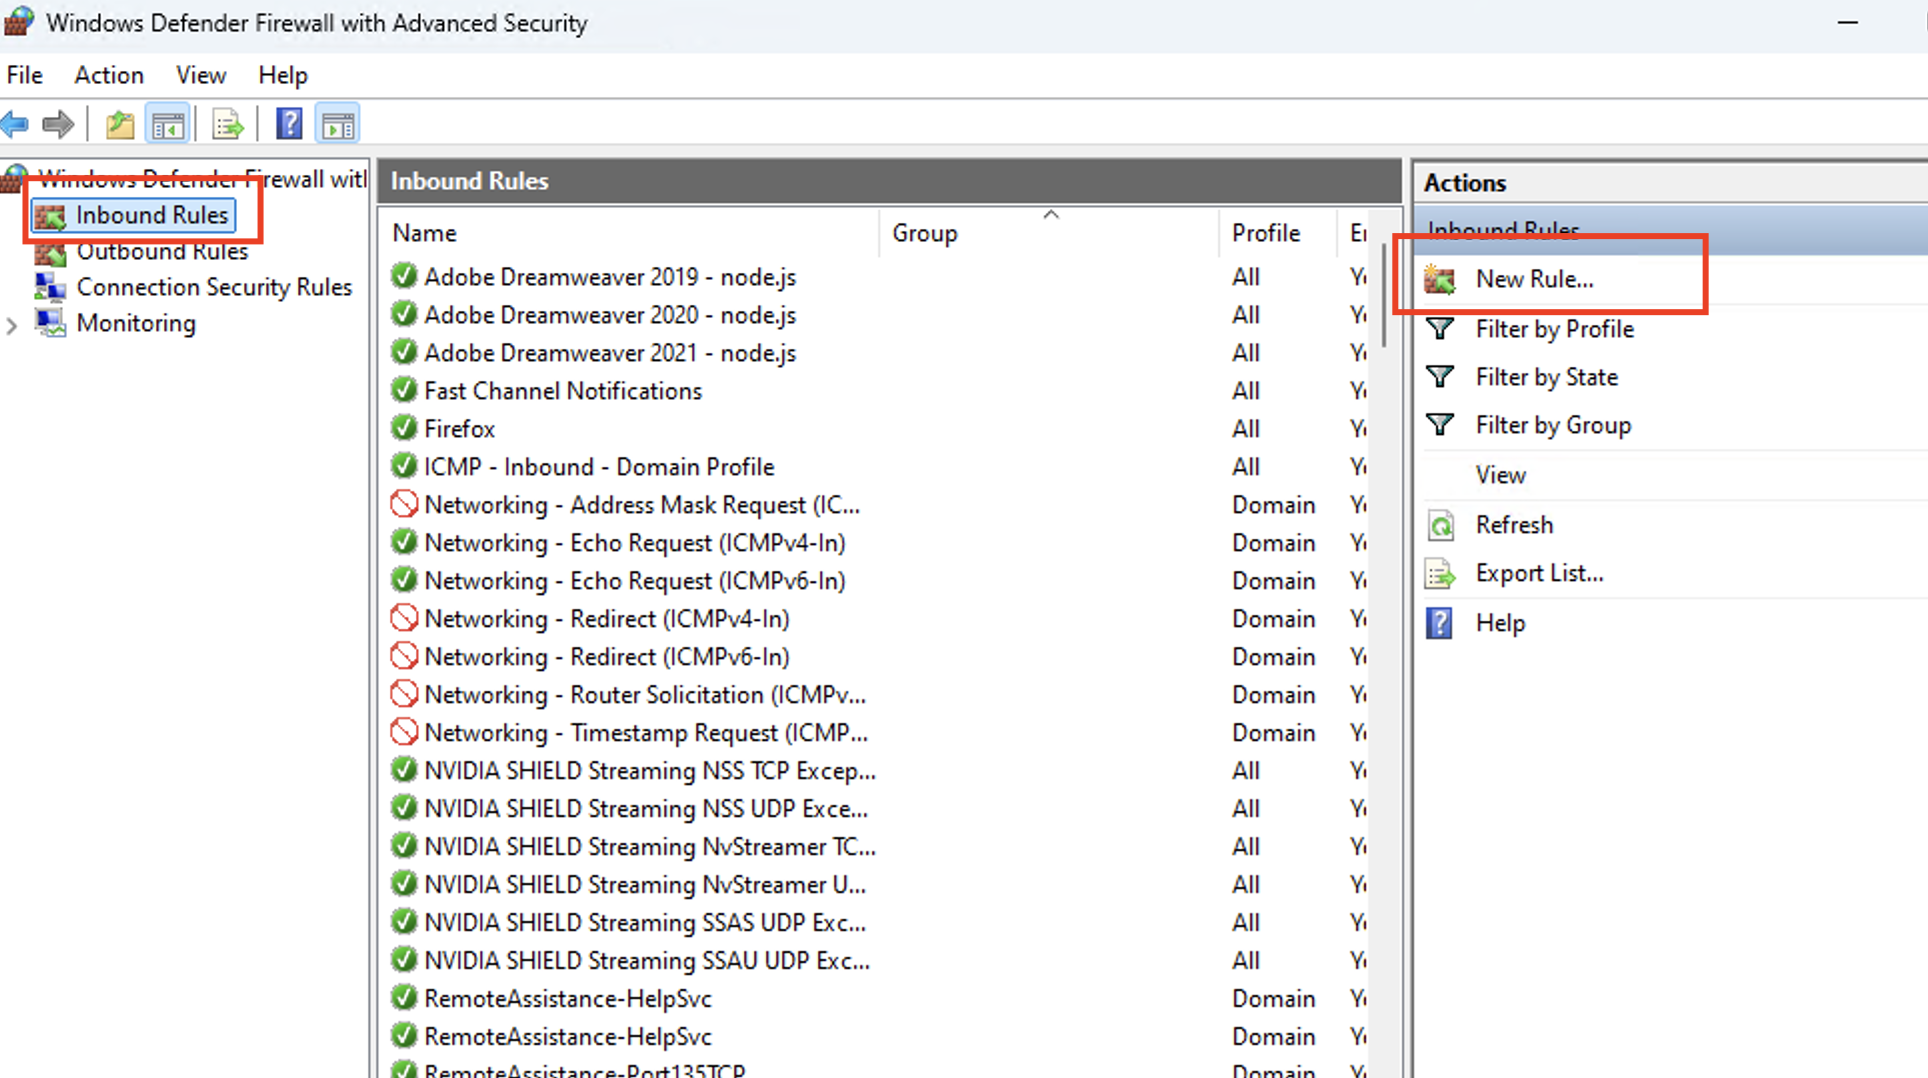 Windows Defender Firewall with Advanced Security
File Action View Help
Windows Defender Firewall with
Inbound Rules
Outbound Rules
Connection Security Rules
Monitoring
Inbound Rules
Name Group Profile
Adobe Dreamweaver 2019 - node.js All
Adobe Dreamweaver 2020 - node.js All
Adobe Dreamweaver 2021 - node.js All
Fast Channel Notifications All
Firefox All
ICMP - Inbound - Domain Profile All
Networking - Address Mask Request (IC... Domain
Networking - Echo Request (ICMPv4-In) Domain
Networking - Echo Request (ICMPv6-In) Domain
Networking - Redirect (ICMPv4-In) Domain
Networking - Redirect (ICMPv6-In) Domain
Networking - Router Solicitation (ICMPv... Domain
Networking - Timestamp Request (ICMP... Domain
NVIDIA SHIELD Streaming NSS TCP Excep... All
NVIDIA SHIELD Streaming NSS UDP Exce... All
NVIDIA SHIELD Streaming NvStreamer TC... All
NVIDIA SHIELD Streaming NvStreamer U... All
NVIDIA SHIELD Streaming SSAS UDP Exc... All
NVIDIA SHIELD Streaming SSAU UDP Exc... All
RemoteAssistance-HelpSvc Domain
RemoteAssistance-HelpSvc Domain
RemoteAssistance-Port135TCP Domain
Actions
Inbound Rules
New Rule...
Filter by Profile
Filter by State
Filter by Group
View
Refresh
Export List...
Help